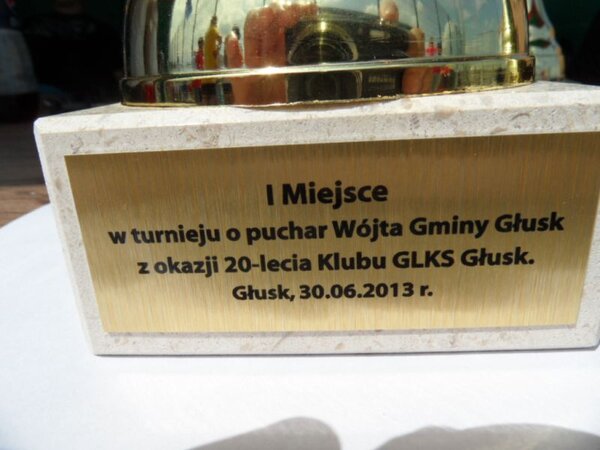 I Miejsce
w turnieju o puchar Wójta Gminy Głusk
z okazji 20-lecia Klubu GLKS Głusk.
Głusk, 30.06.2013 r.